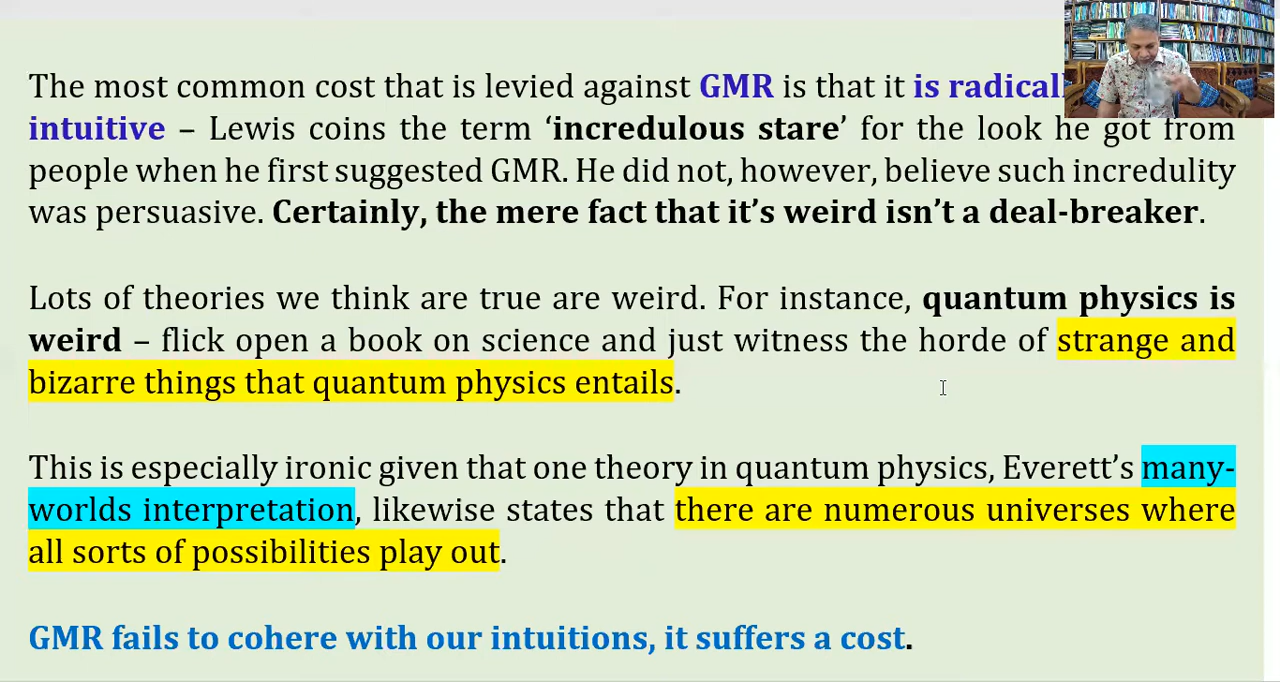 The most common cost that is levied against GMR is that it is radical
intuitive – Lewis coins the term ‘incredulous stare’ for the look he got from
people when he first suggested GMR. He did not, however, believe such incredulity
was persuasive. Certainly, the mere fact that it’s weird isn’t a deal-breaker.
Lots of theories we think are true are weird. For instance, quantum physics is
weird – flick open a book on science and just witness the horde of strange and
bizarre things that quantum physics entails.
This is especially ironic given that one theory in quantum physics, Everett’s many-
worlds interpretation, likewise states that there are numerous universes where
all sorts of possibilities play out.
GMR fails to cohere with our intuitions, it suffers a cost.